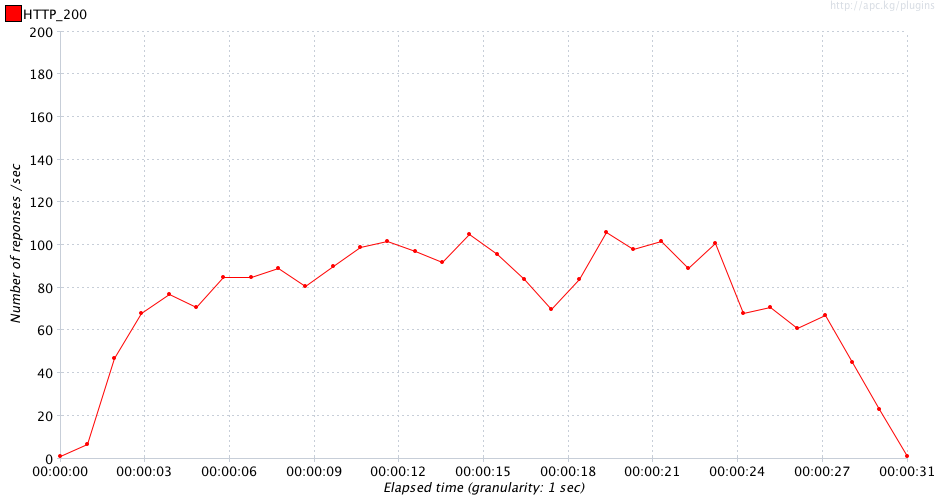 http://apc.kg/plugins
HTTP_200
200
180
160
140
120
100
80
60
40
20
0
Number of reponses /sec
00:00:00 00:00:03 00:00:06 00:00:09 00:00:12 00:00:15 00:00:18 00:00:21 00:00:24 00:00:27 00:00:31
Elapsed time (granularity: 1 sec)